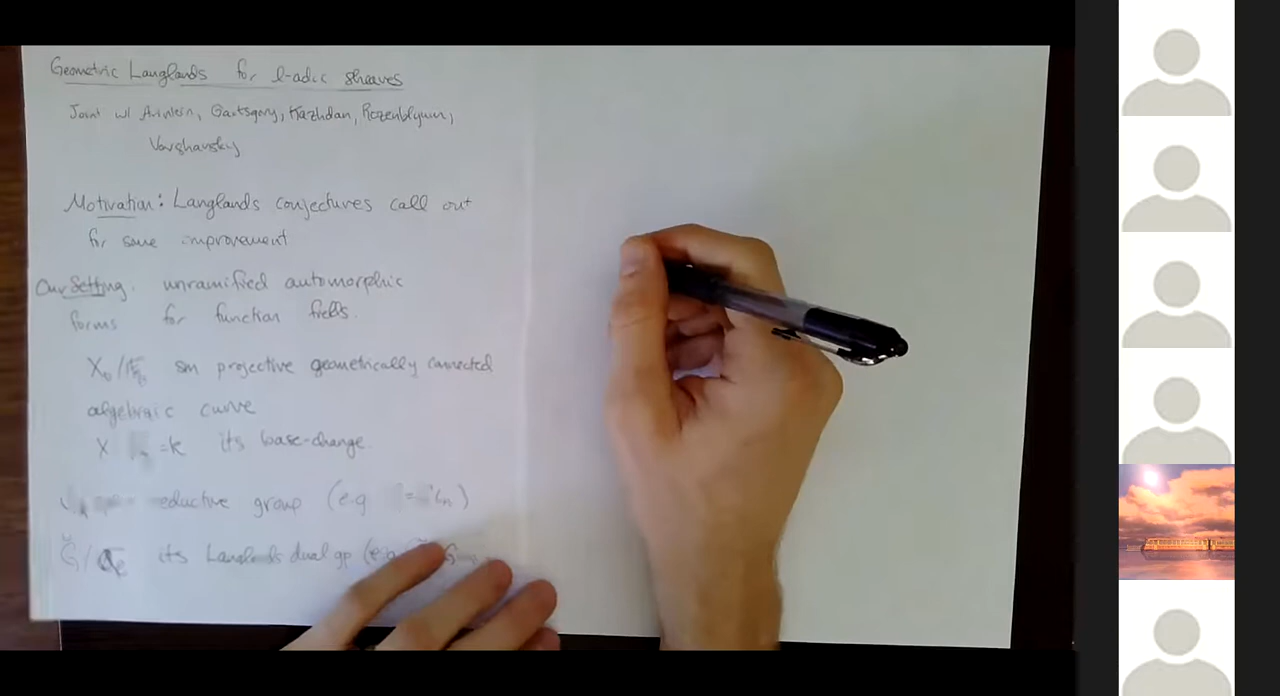 Geometric Langlands for l-adic sheaves
Joint w/ Arinkin, Gaitsgory, Kazhdan, Rozenblyum,
Varshavsky
Motivation: Langlands conjectures call out
for some improvement
Our Setting. unramified automorphic
forms for function fields.
X₀/F_q sm projective geometrically connected
algebraic curve
X =k its base-change.
reductive group (e.g
Ğ/ its Langlands dual gp